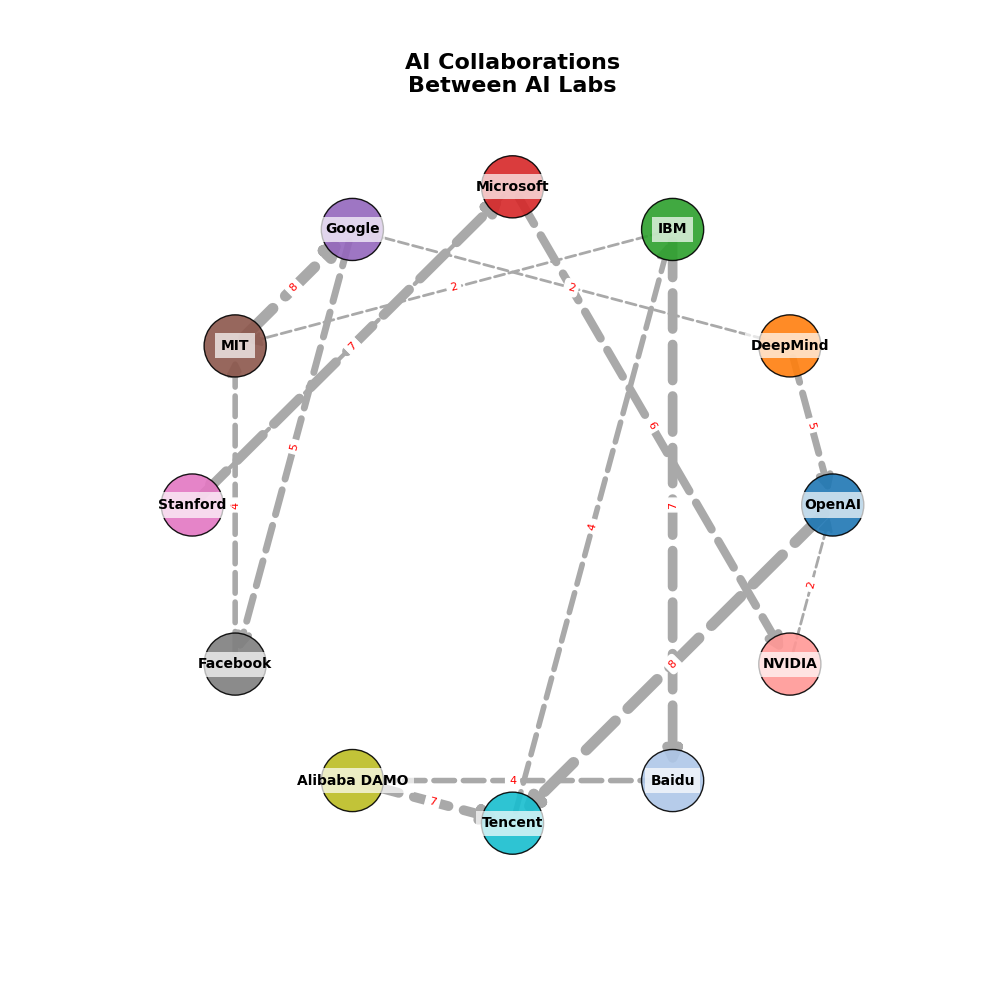 AI Collaborations
Between AI Labs
Microsoft
Google
IBM
8
2
2
MIT
7
DeepMind
5
6
5
Stanford
4
7
OpenAI
4
2
Facebook
8
NVIDIA
Alibaba DAMO
4
Baidu
7
Tencent